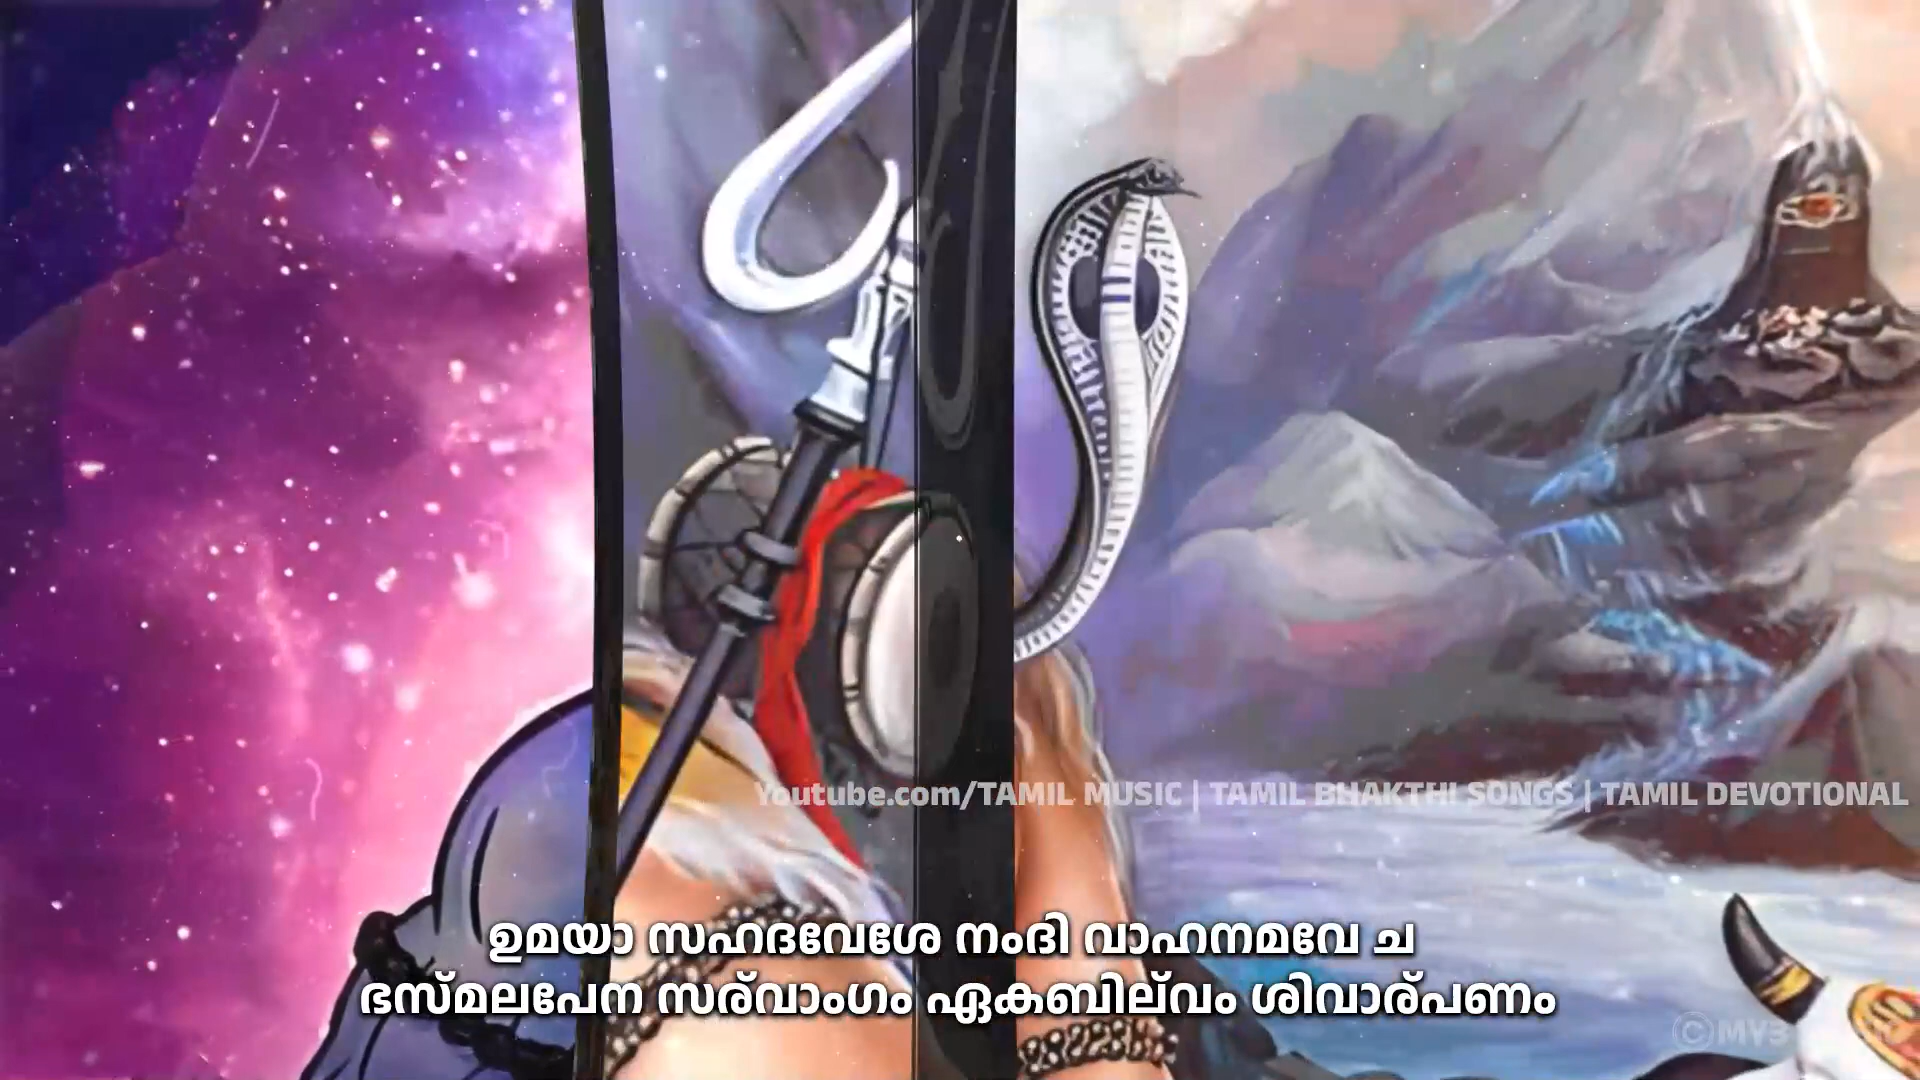 Youtube.com/TAMIL MUSIC | TAMIL BHAKTHI SONGS | TAMIL DEVOTIONAL
ഉമയാ സഹദവേശേ നംദി വാഹനമവേ ച
ഭസ്മലപേന സര്വാംഗം ഏകബില്വം ശിവാര്പണം